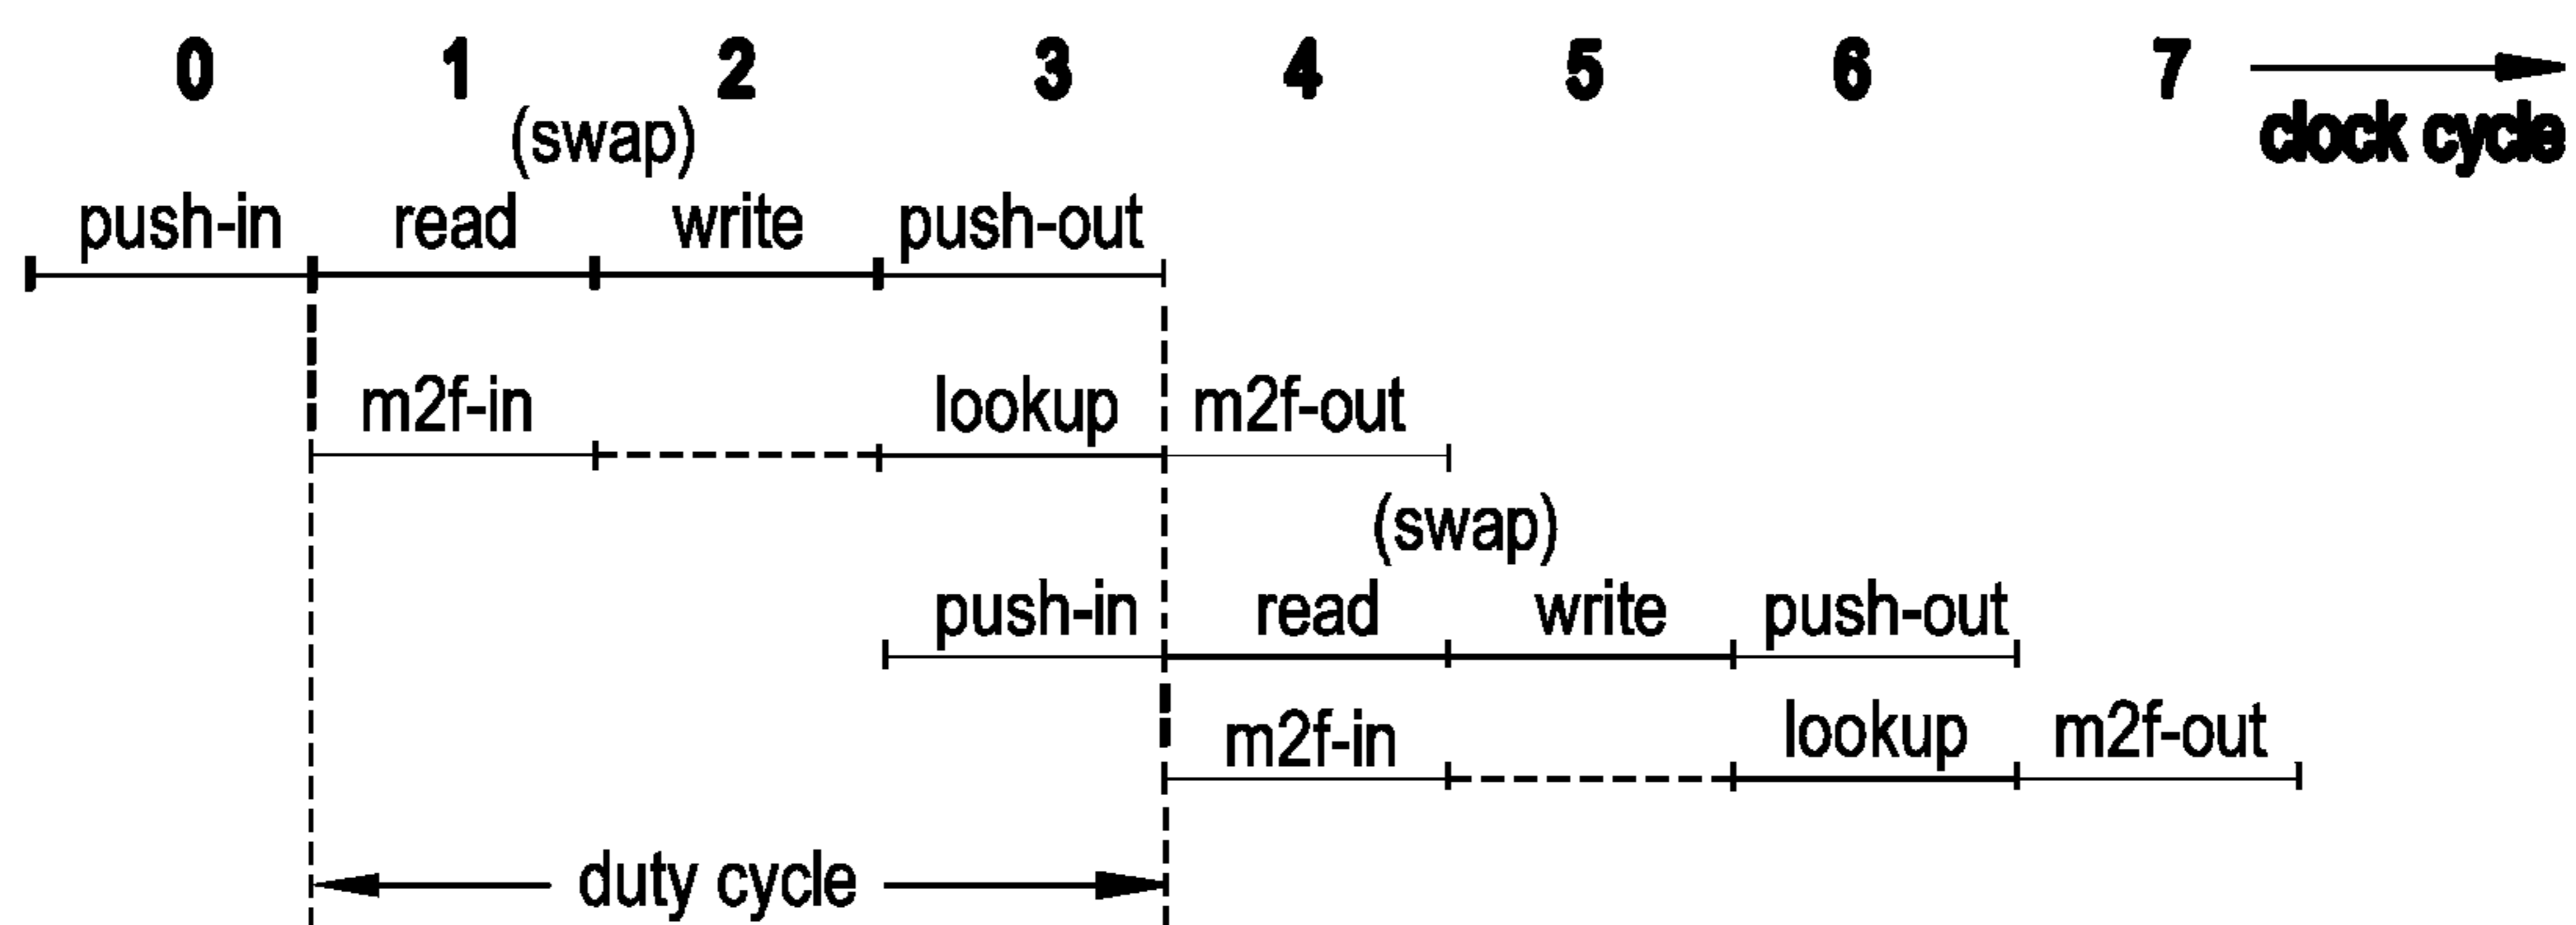 0 1 2 3 4 5 6 7
clock cycle
(swap)
push-in read write push-out
m2f-in lookup m2f-out
(swap)
push-in read write push-out
m2f-in lookup m2f-out
duty cycle